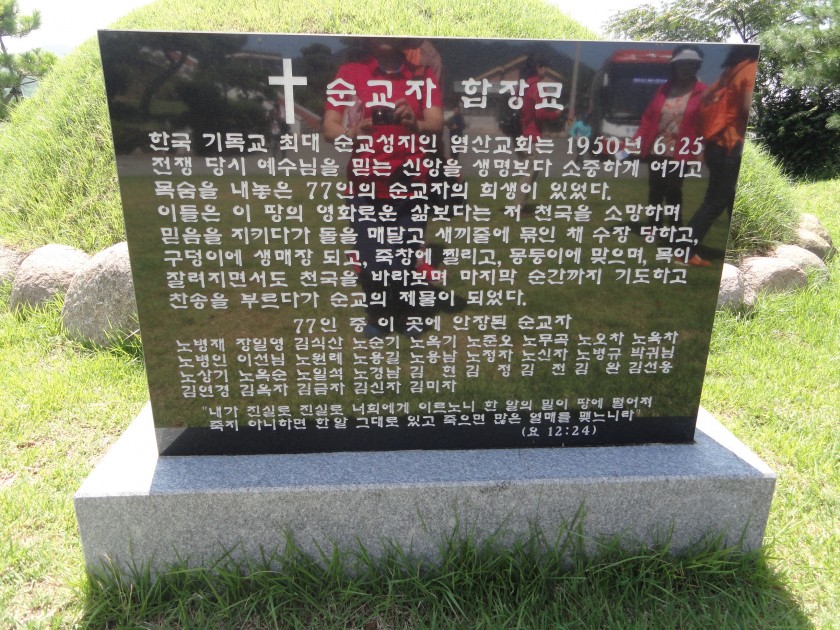 순교자 합장묘
한국 기독교 최대 순교성지인 염산교회는 1950년 6.25
전쟁 당시 예수님을 믿는 신앙을 생명보다 소중하게 여기고
목숨을 내놓은 77인의 순교자의 희생이 있었다.
이들은 이 땅의 영화로운 삶보다는 저 천국을 소망하며
믿음을 지키다가 돌을 매달고 새끼줄에 묶인 채 수장 당하고,
구덩이에 생매장 되고, 죽창에 찔리고, 몽둥이에 맞으며, 목이
잘려지면서도 천국을 바라보며 마지막 순간까지 기도하고
찬송을 부르다가 순교의 제물이 되었다.
77인 중 이 곳에 안장된 순교자
노병재 장일영 김식산 노순기 노옥기 노준오 노무곡 노오차 노육차
노병인 이선님 노원례 노용길 노용남 노정자 노신자 노병규 박귀님
노상기 노옥순 노일석 노경남 김 현 김 정 김 전 김 완 김선웅
김연경 김옥자 김금자 김신자 김미자
"내가 진실로 진실로 너희에게 이르노니 한 알의 밀이 땅에 떨어져
죽지 아니하면 한알 그대로 있고 죽으면 많은 열매를 맺느니라"
(요 12:24)